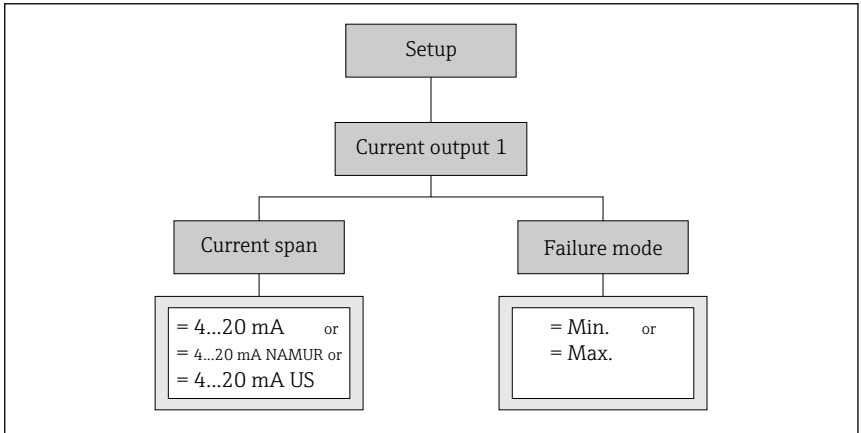 Setup
Current output 1
Current span
Failure mode
= 4...20 mA or
= 4...20 mA NAMUR or
= 4...20 mA US
= Min. or
= Max.